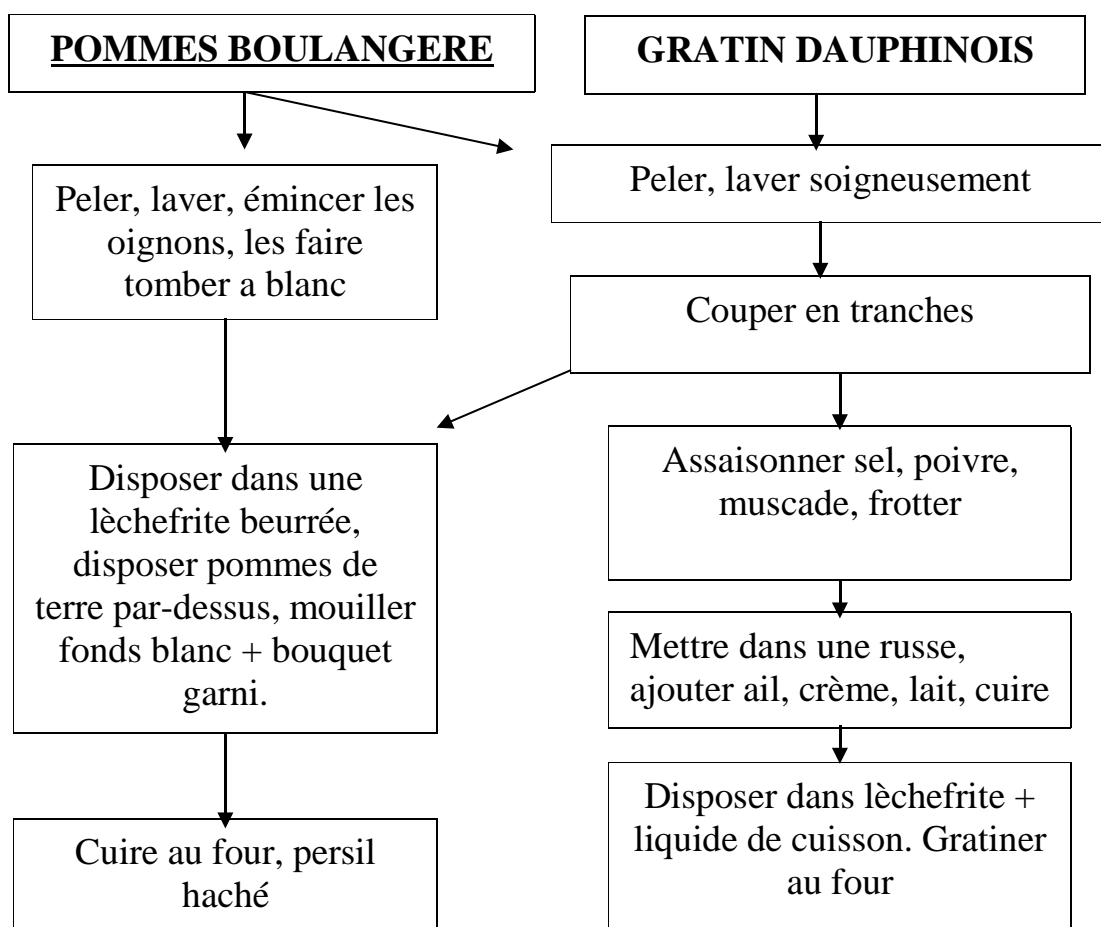 POMMES BOULANGERE
GRATIN DAUPHINOIS
Peler, laver, émincer les
oignons, les faire
tomber a blanc
Peler, laver soigneusement
Couper en tranches
Disposer dans une
lèchefrite beurrée,
disposer pommes de
terre par-dessus, mouiller
fonds blanc + bouquet
garni.
Assaisonner sel, poivre,
muscade, frotter
Mettre dans une russe,
ajouter ail, crème, lait, cuire
Cuire au four, persil
haché
Disposer dans lèchefrite +
liquide de cuisson. Gratiner
au four